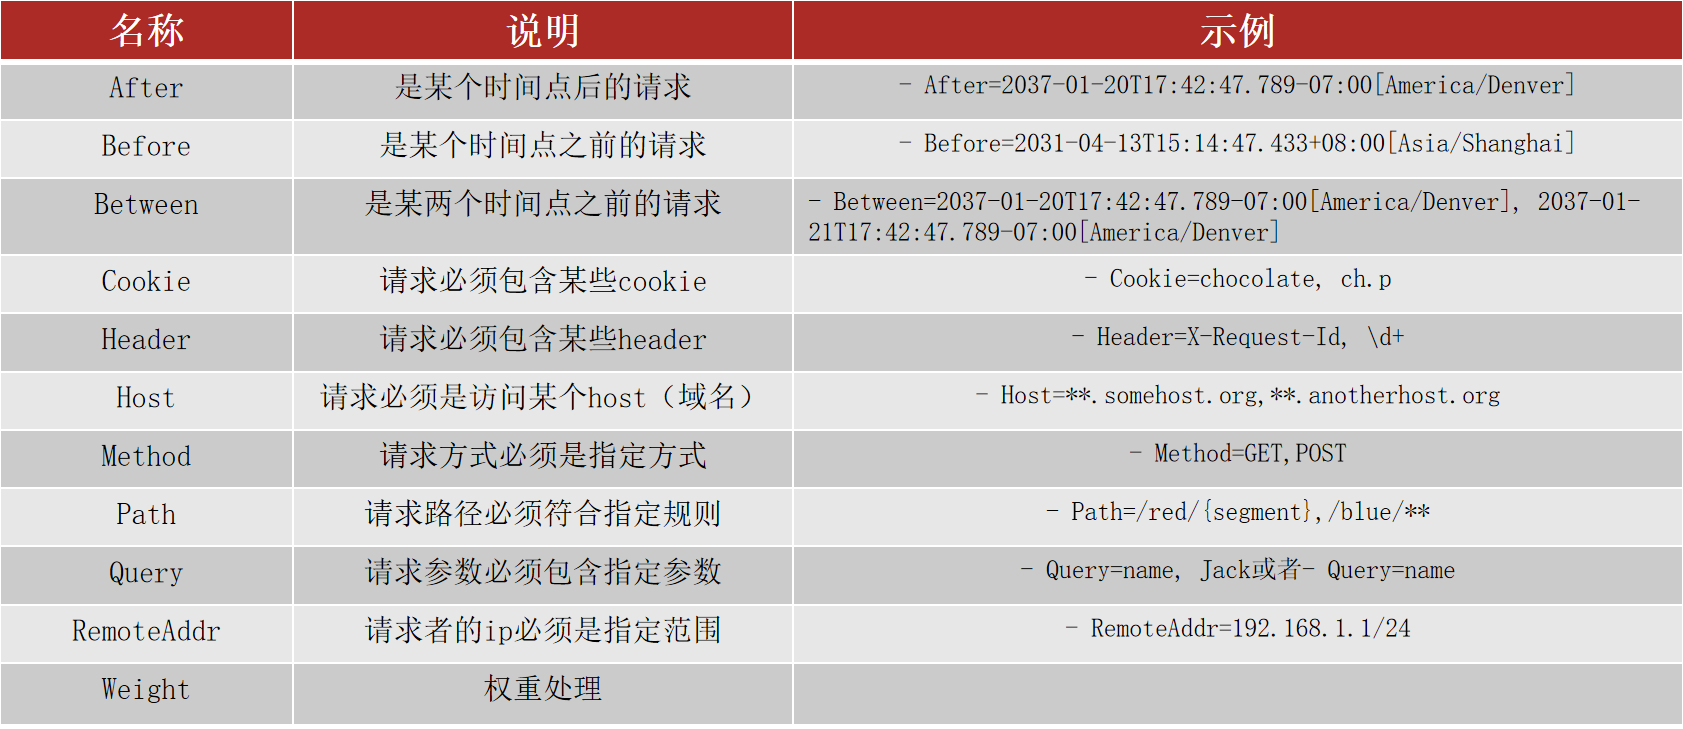 名称 说明 示例
After 是某个时间点后的请求 - After=2037-01-20T17:42:47.789-07:00[America/Denver]
Before 是某个时间点之前的请求 - Before=2031-04-13T15:14:47.433+08:00[Asia/Shanghai]
Between 是某两个时间点之前的请求 - Between=2037-01-20T17:42:47.789-07:00[America/Denver], 2037-01-
21T17:42:47.789-07:00[America/Denver]
Cookie 请求必须包含某些cookie - Cookie=chocolate, ch.p
Header 请求必须包含某些header - Header=X-Request-Id, \d+
Host 请求必须是访问某个host（域名） - Host=**.somehost.org,**.anotherhost.org
Method 请求方式必须是指定方式 - Method=GET,POST
Path 请求路径必须符合指定规则 - Path=/red/{segment},/blue/**
Query 请求参数必须包含指定参数 - Query=name, Jack或者- Query=name
RemoteAddr 请求者的ip必须是指定范围 - RemoteAddr=192.168.1.1/24
Weight 权重处理